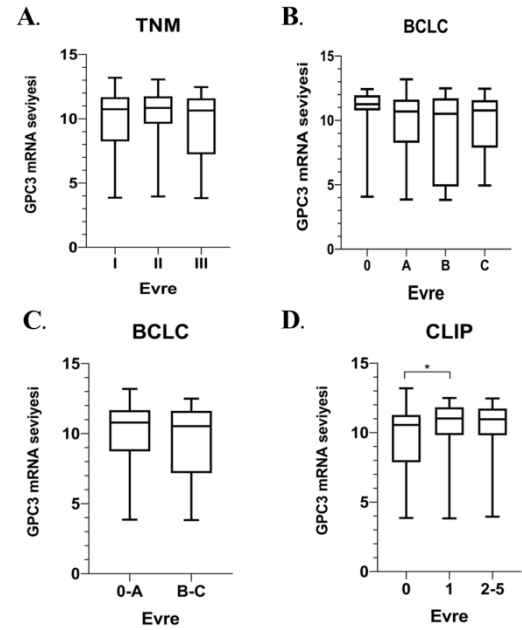 A.
TNM
GPC3 mRNA seviyesi
15
10
5
0
I II III
Evre
B.
BCLC
GPC3 mRNA seviyesi
15
10
5
0
0 A B C
Evre
C.
BCLC
GPC3 mRNA seviyesi
15
10
5
0
0-A B-C
Evre
D.
CLIP
GPC3 mRNA seviyesi
15
10
5
0
*
0 1 2-5
Evre